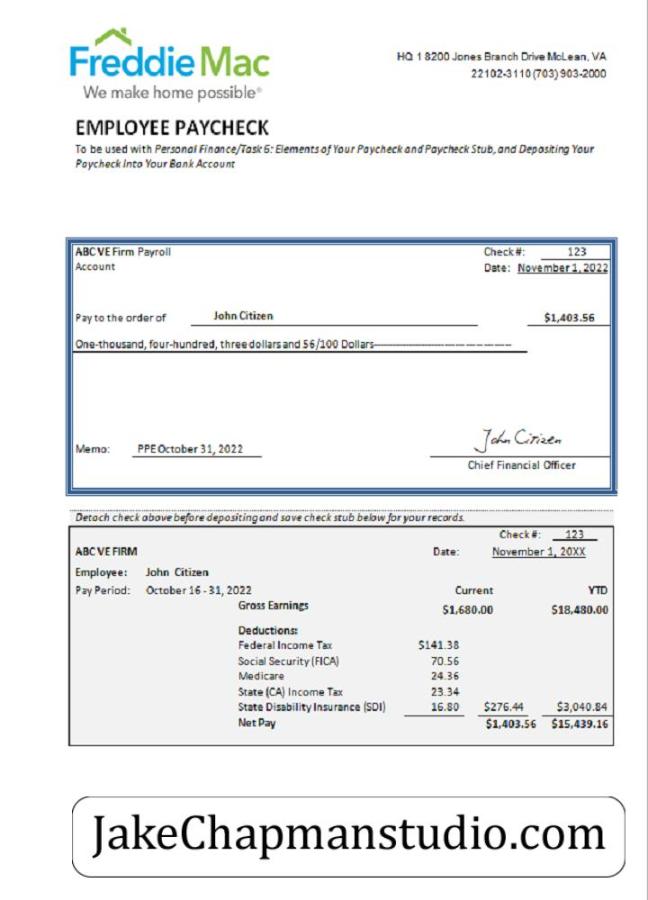 Freddie Mac
We make home possible®
HQ 1 8200 Jones Branch Drive McLean, VA
22102-3110 (703) 903-2000
EMPLOYEE PAYCHECK
To be used with Personal Finance/Task 6: Elements of Your Paycheck and Paycheck Stub, and Depositing Your
Paycheck Into Your Bank Account
ABC VE Firm Payroll Check #: 123
Account Date: November 1, 2022
Pay to the order of John Citizen $1,403.56
One-thousand, four-hundred, three dollars and 56/100 Dollars
Memo: PPE October 31, 2022 John Citizen
Chief Financial Officer
Detach check above before depositing and save check stub below for your records.
Check #: 123
ABC VE FIRM Date: November 1, 20XX
Employee: John Citizen
Pay Period: October 16 - 31, 2022 Current YTD
Gross Earnings $1,680.00 $18,480.00
Deductions:
Federal Income Tax $141.38
Social Security (FICA) 70.56
Medicare 24.36
State (CA) Income Tax 23.34
State Disability Insurance (SDI) 16.80 $276.44 $3,040.84
Net Pay $1,403.56 $15,439.16
JakeChapmanstudio.com